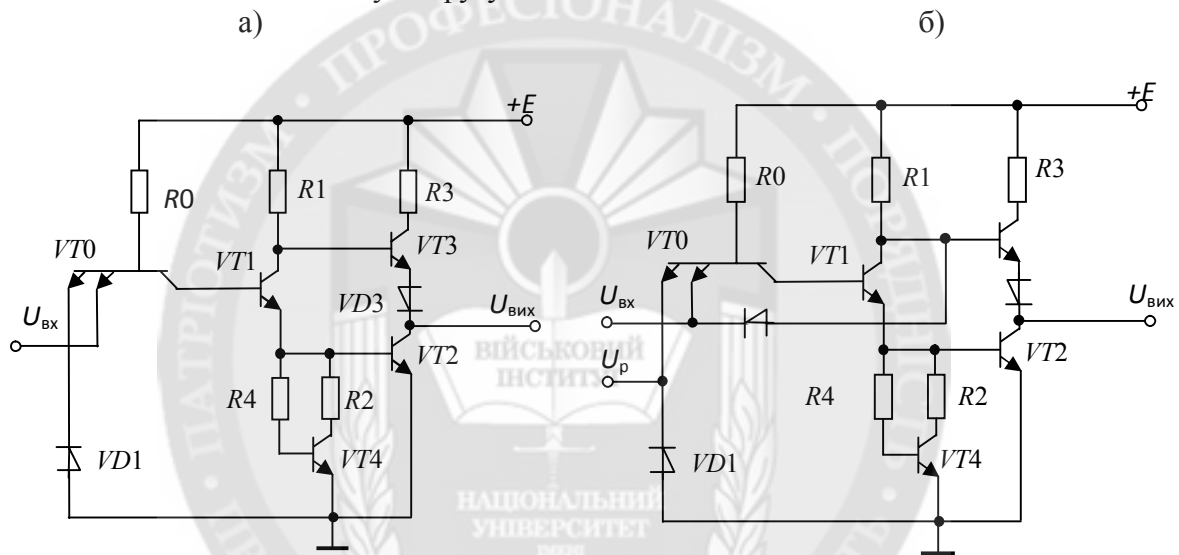 а)
б)
+E
R0
R1
R3
VT0
VT1
VT3
VD3
Uвх
Uвих
VT2
R4
R2
VT4
VD1
+E
R0
R1
R3
VT0
VT1
Uвх
Uр
Uвих
VT2
R4
R2
VT4
VD1
ПРОФЕСІОНАЛІЗМ
ПАТРІОТИЗМ
ВІЙСЬКОВИЙ
ІНСТИТУТ
НАЦІОНАЛЬНИЙ
УНІВЕРСИТЕТ